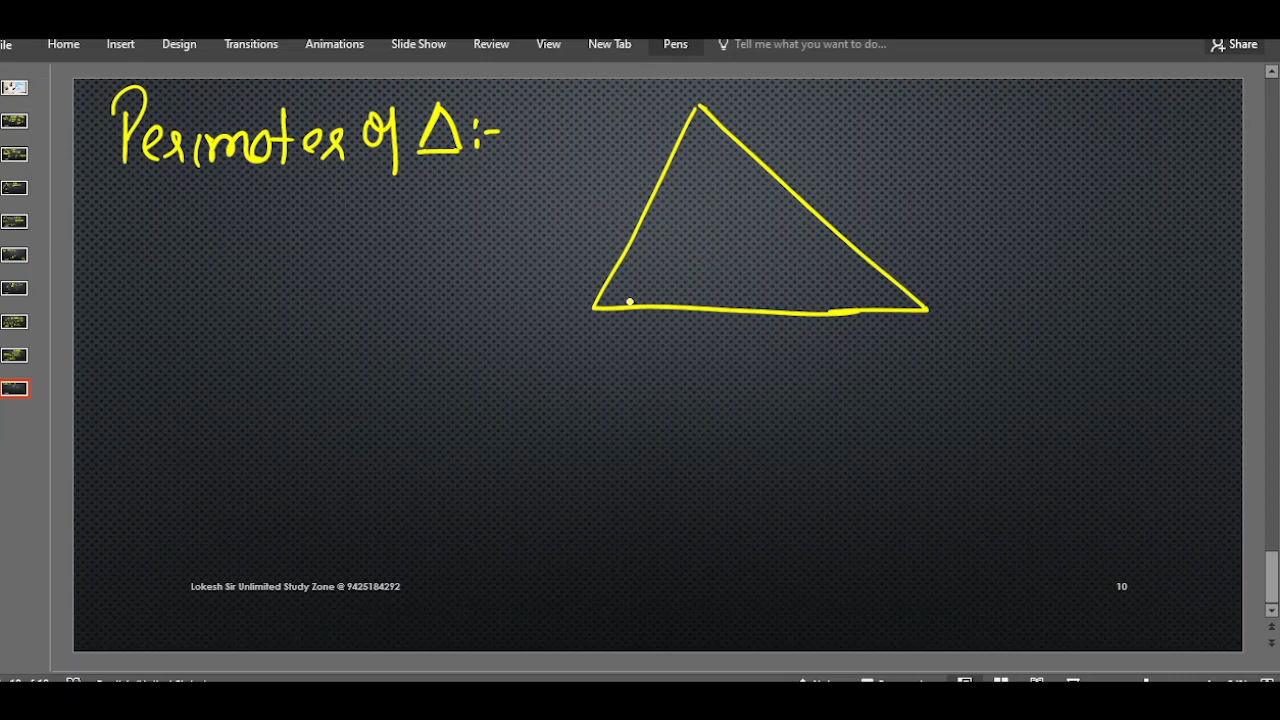 ile Home Insert Design Transitions Animations Slide Show Review View New Tab Pens Tell me what you want to do... Share
Perimeter of Δ :-
Lokesh Sir Unlimited Study Zone @ 9425184292
10